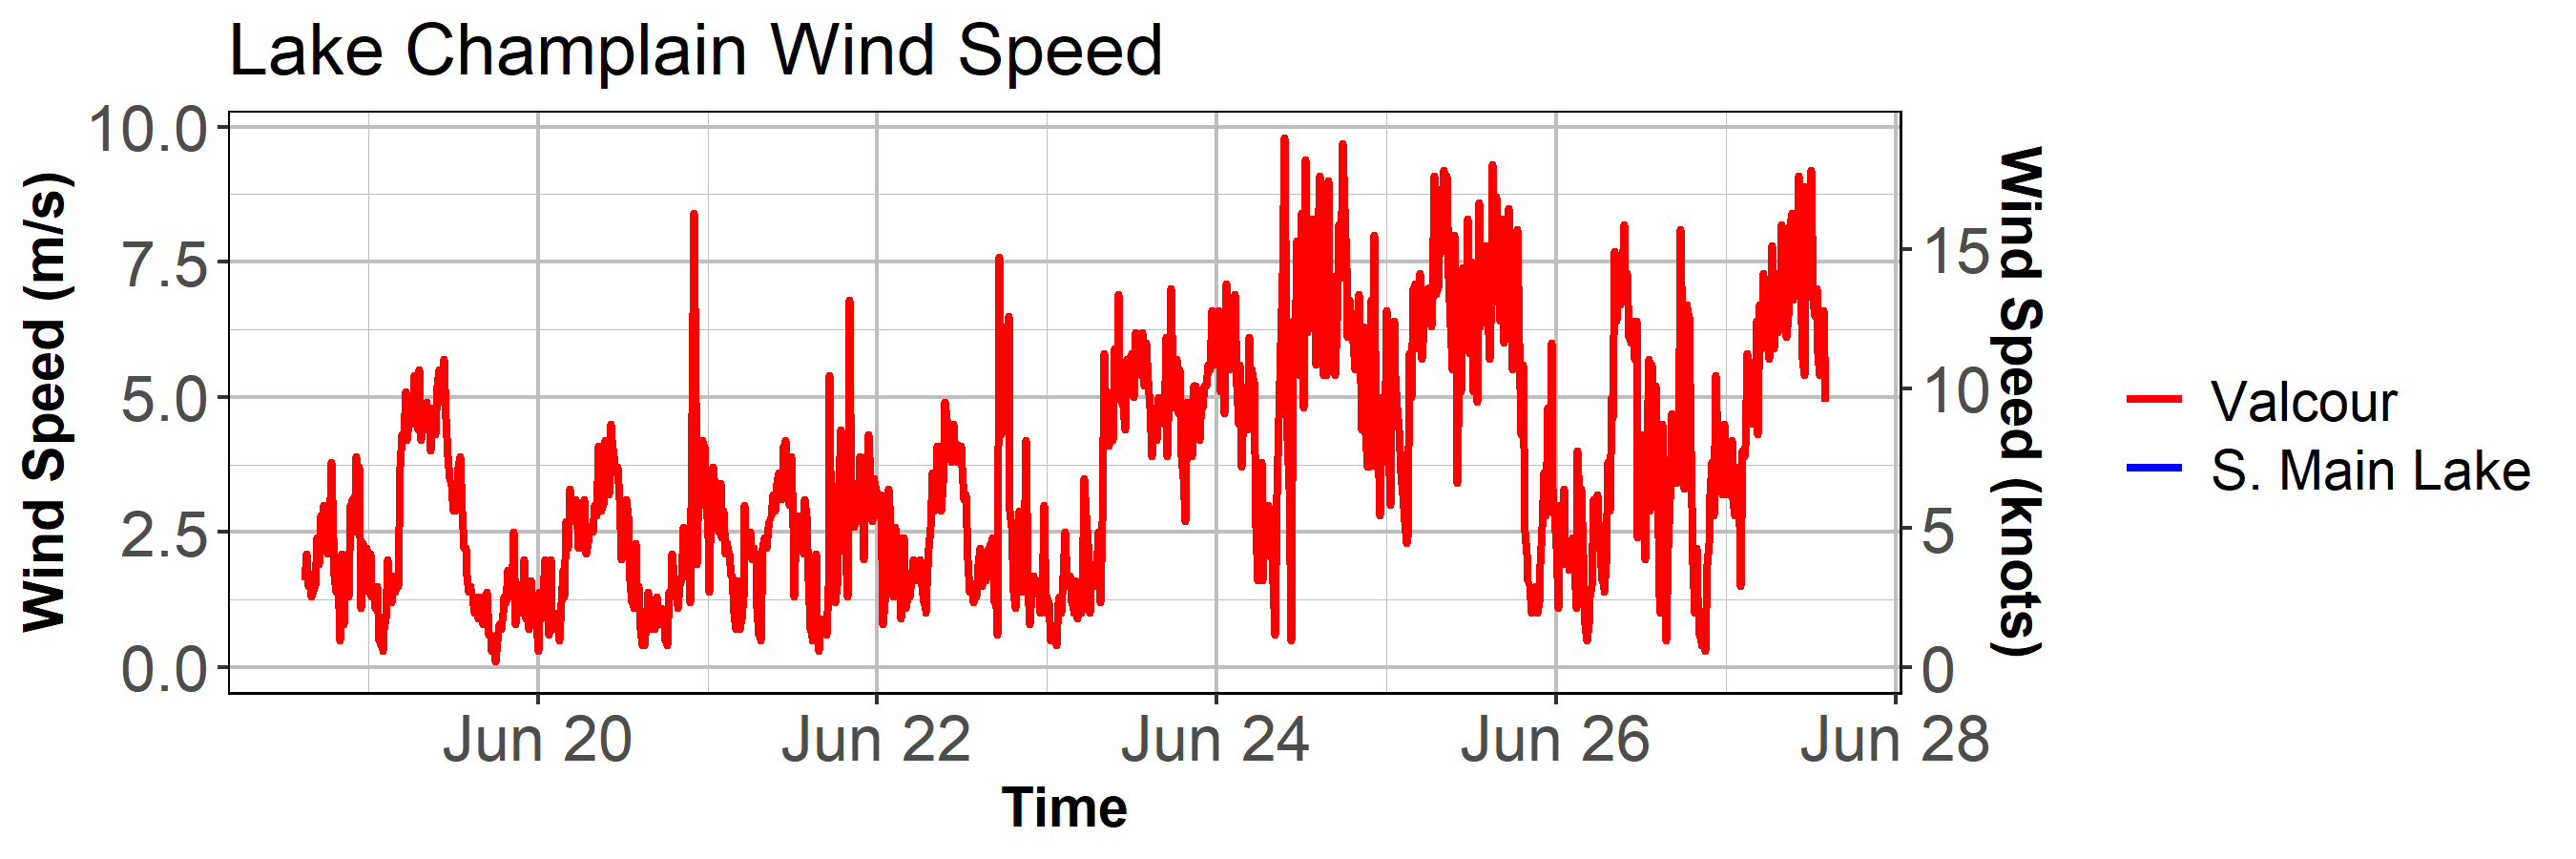 Lake Champlain Wind Speed
Wind Speed (m/s)
10.0
7.5
5.0
2.5
0.0
15
10
5
0
Wind Speed (knots)
Jun 20
Jun 22
Jun 24
Jun 26
Jun 28
Time
Valcour
S. Main Lake